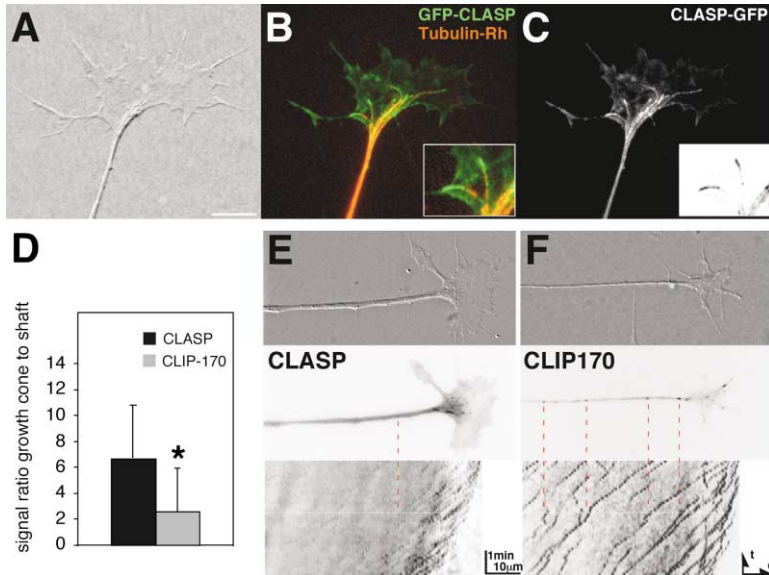 A
B
GFP-CLASP
Tubulin-Rh
C
CLASP-GFP
D
signal ratio growth cone to shaft
CLASP
CLIP-170
14
12
10
8
6
4
2
0
*
E
CLASP
1min
10µm
F
CLIP170
t